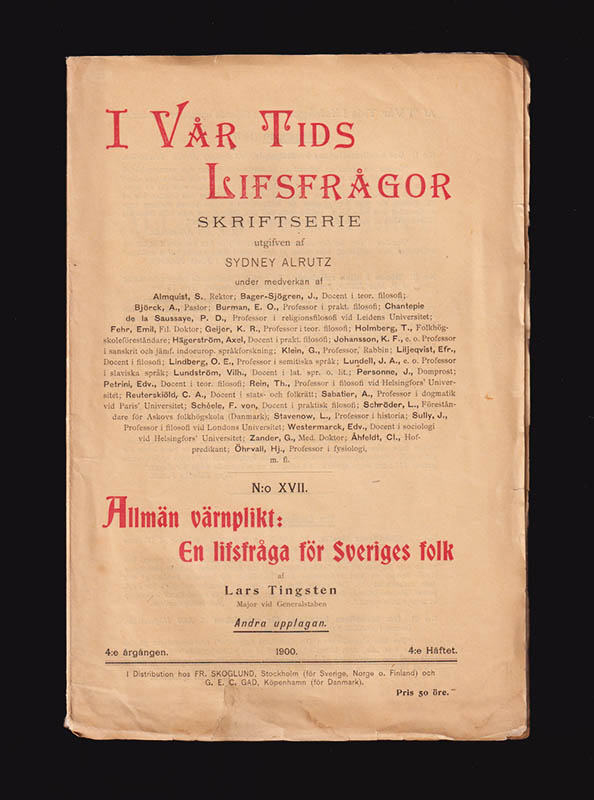 I VÅR TIDS
LIFSFRÅGOR
SKRIFTSERIE
utgifven af
SYDNEY ALRUTZ
under medverkan af
Almquist, S. Rektor; Bager-Sjögren, J., Docent i teor. filosofi;
Björck, A., Pastor; Burman, E. O., Professor i prakt. filosofi; Chantepie
de la Saussaye, P. D., Professor i religionsfilosofi vid Leidens Universitet;
Fehr, Emil, Fil. Doktor; Geijer, K. R., Professor i teor. filosofi; Holmberg, T., Folkhög-
skoleföreståndare; Hägerström, Axel, Docent i prakt. filosofi; Johansson, K. F., e. o. Professor
i sanskrit och jämf. indoeurop. språkforskning; Klein, G., Professor, Rabbin; Liljeqvist, Efr.,
Docent i filosofi; Lindberg, O. E., Professor i semitiska språk; Lundell, J. A., e. o. Professor
i slaviska språk; Lundström, Vilh., Docent i lat. spr. o. lit.; Personne, J., Domprost;
Petrini, Edv., Docent i teor. filosofi; Rein, Th., Professor i filosofi vid Helsingfors' Univer-
sitet; Reuterskiöld, C. A., Docent i stats- och folkrätt; Sabatier, A., Professor i dogmatik
vid Paris' Universitet; Schéele, F. von, Docent i praktisk filosofi; Schröder, L., Förestån-
dare för Askovs folkhögskola (Danmark); Stavenow, L., Professor i historia; Sully, J.,
Professor i filosofi vid Londons Universitet; Westermarck, Edv., Docent i sociologi
vid Helsingfors' Universitet; Zander, G., Med. Doktor; Åhfeldt, Cl., Hof-
predikant; Öhrvall, Hj., Professor i fysiologi,
m. fl.
N:o XVII.
Allmän värnplikt:
En lifsfråga för Sveriges folk
af
Lars Tingsten
Major vid Generalstaben
Andra upplagan.
4:e årgången. 1900. 4:e Häftet.
I Distribution hos FR. SKOGLUND, Stockholm (för Sverige, Norge o. Finland) och
G. E. C. GAD, Köpenhamn (för Danmark).
Pris 50 öre.